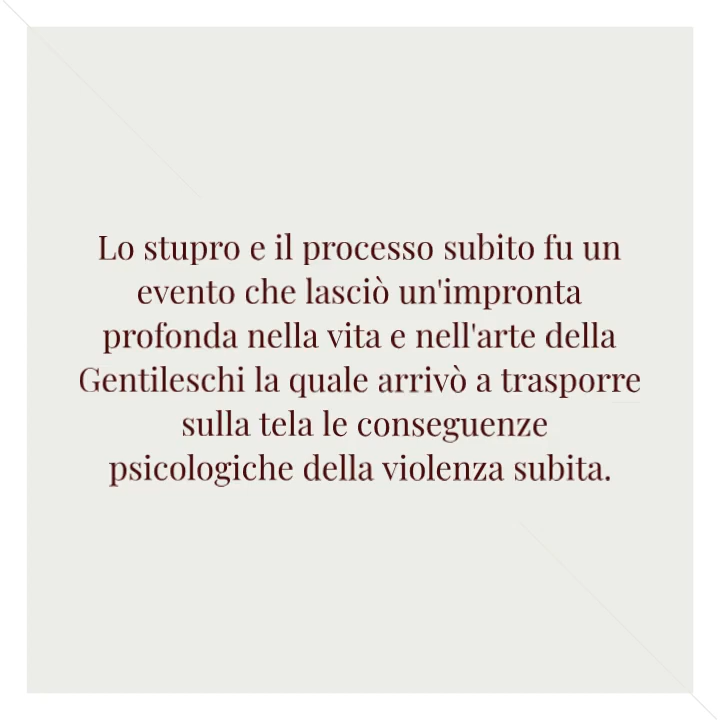 Lo stupro e il processo subito fu un
evento che lasciò un'impronta
profonda nella vita e nell'arte della
Gentileschi la quale arrivò a trasporre
sulla tela le conseguenze
psicologiche della violenza subita.